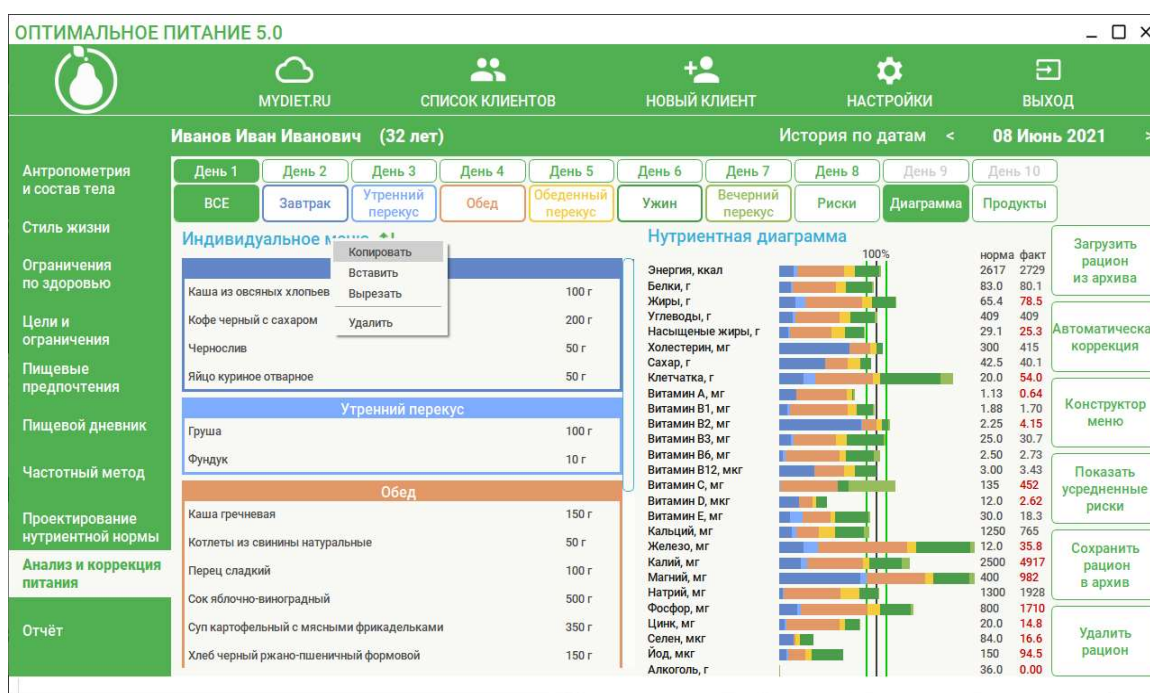 ОПТИМАЛЬНОЕ ПИТАНИЕ 5.0
MYDIET.RU
СПИСОК КЛИЕНТОВ
НОВЫЙ КЛИЕНТ
НАСТРОЙКИ
ВЫХОД
Иванов Иван Иванович (32 лет)
История по датам < 08 Июнь 2021 >
Антропометрия
и состав тела
Стиль жизни
Ограничения
по здоровью
Цели и
ограничения
Пищевые
предпочтения
Пищевой дневник
Частотный метод
Проектирование
нутриентной нормы
Анализ и коррекция
питания
Отчёт
День 1 День 2 День 3 День 4 День 5 День 6 День 7 День 8 День 9 День 10
ВСЕ
Завтрак
Утренний
перекус
Обед
Обеденный
перекус
Ужин
Вечерний
перекус
Риски
Диаграмма
Продукты
Индивидуальное меню
Копировать
Вставить
Вырезать
Удалить
Каша из овсяных хлопьев 100 г
Кофе черный с сахаром 200 г
Чернослив 50 г
Яйцо куриное отварное 50 г
Утренний перекус
Груша 100 г
Фундук 10 г
Обед
Каша гречневая 150 г
Котлеты из свинины натуральные 50 г
Перец сладкий 100 г
Сок яблочно-виноградный 500 г
Суп картофельный с мясными фрикадельками 350 г
Хлеб черный ржано-пшеничный формовой 150 г
Нутриентная диаграмма
100% норма факт
Энергия, ккал 2617 2729
Белки, г 83.0 80.1
Жиры, г 65.4 78.5
Углеводы, г 409 409
Насыщеные жиры, г 29.1 25.3
Холестерин, мг 300 415
Сахар, г 42.5 40.1
Клетчатка, г 20.0 54.0
Витамин A, мг 1.13 0.64
Витамин B1, мг 1.88 1.70
Витамин B2, мг 2.25 4.15
Витамин B3, мг 25.0 30.7
Витамин B6, мг 2.50 2.73
Витамин B12, мкг 3.00 3.43
Витамин C, мг 135 452
Витамин D, мкг 12.0 2.62
Витамин E, мг 30.0 18.3
Кальций, мг 1250 765
Железо, мг 12.0 35.8
Калий, мг 2500 4917
Магний, мг 400 982
Натрий, мг 1300 1928
Фосфор, мг 800 1710
Цинк, мг 20.0 14.8
Селен, мкг 84.0 16.6
Йод, мкг 150 94.5
Алкоголь, г 36.0 0.00
Загрузить
рацион
из архива
Автоматическа
коррекция
Конструктор
меню
Показать
усредненные
риски
Сохранить
рацион
в архив
Удалить
рацион